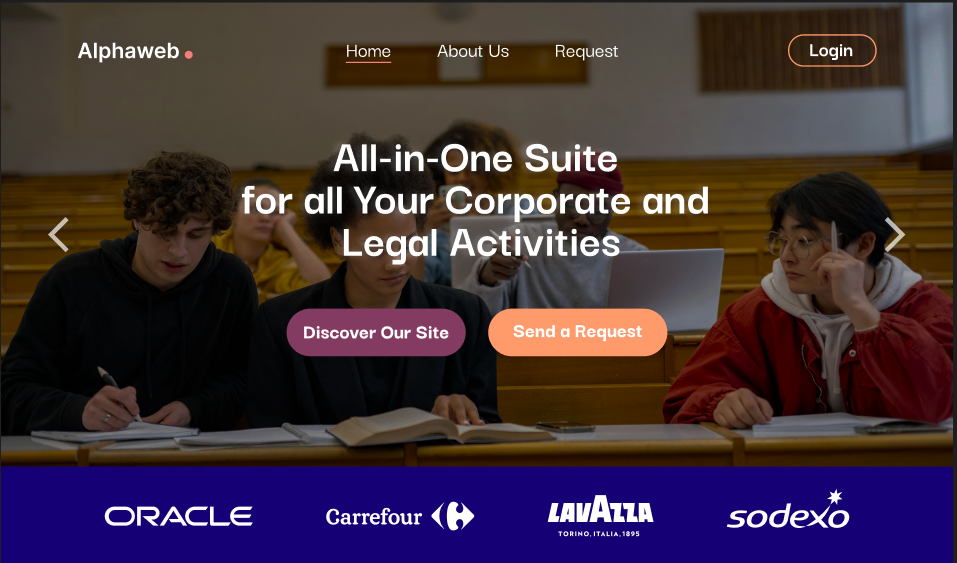 Alphaweb
Home About Us Request
Login
All-in-One Suite
for all Your Corporate and
Legal Activities
Discover Our Site
Send a Request
ORACLE
Carrefour
LAVAZZA
TORINO, ITALIA, 1895
sodexo